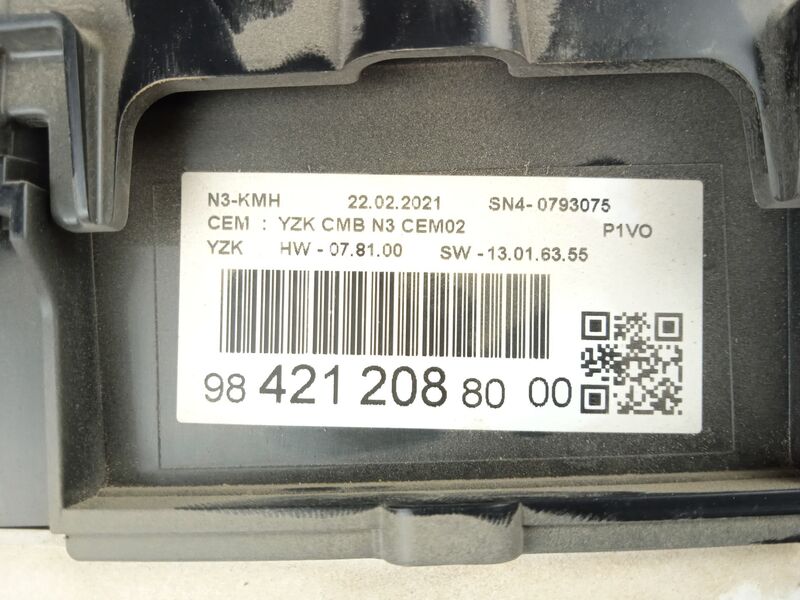 N3-KMH 22.02.2021 SN4- 0793075
CEM : YZK CMB N3 CEM02 P1VO
YZK HW - 07.81.00 SW - 13.01.63.55
98 421 208 80 00